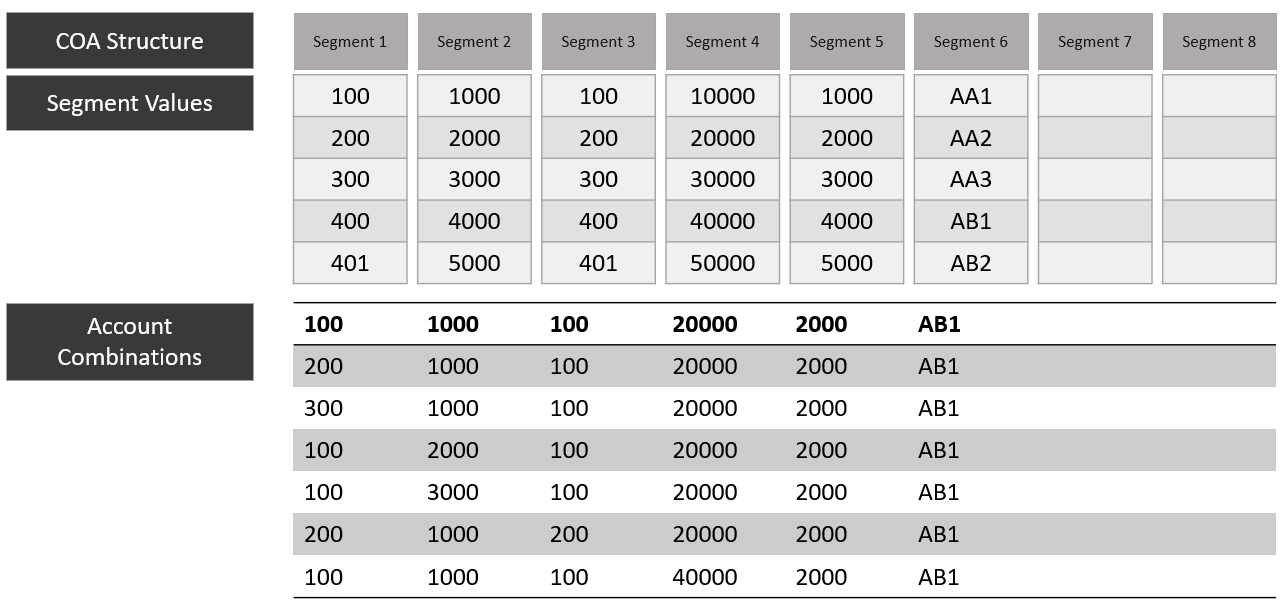 COA Structure Segment 1 Segment 2 Segment 3 Segment 4 Segment 5 Segment 6 Segment 7 Segment 8
Segment Values 100 1000 100 10000 1000 AA1
200 2000 200 20000 2000 AA2
300 3000 300 30000 3000 AA3
400 4000 400 40000 4000 AB1
401 5000 401 50000 5000 AB2
Account
Combinations
100 1000 100 20000 2000 AB1
200 1000 100 20000 2000 AB1
300 1000 100 20000 2000 AB1
100 2000 100 20000 2000 AB1
100 3000 100 20000 2000 AB1
200 1000 200 20000 2000 AB1
100 1000 100 40000 2000 AB1